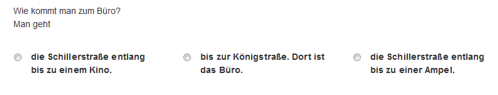 Wie kommt man zum Büro?
Man geht
die Schillerstraße entlang
bis zu einem Kino.
bis zur Königstraße. Dort ist
das Büro.
die Schillerstraße entlang
bis zu einer Ampel.